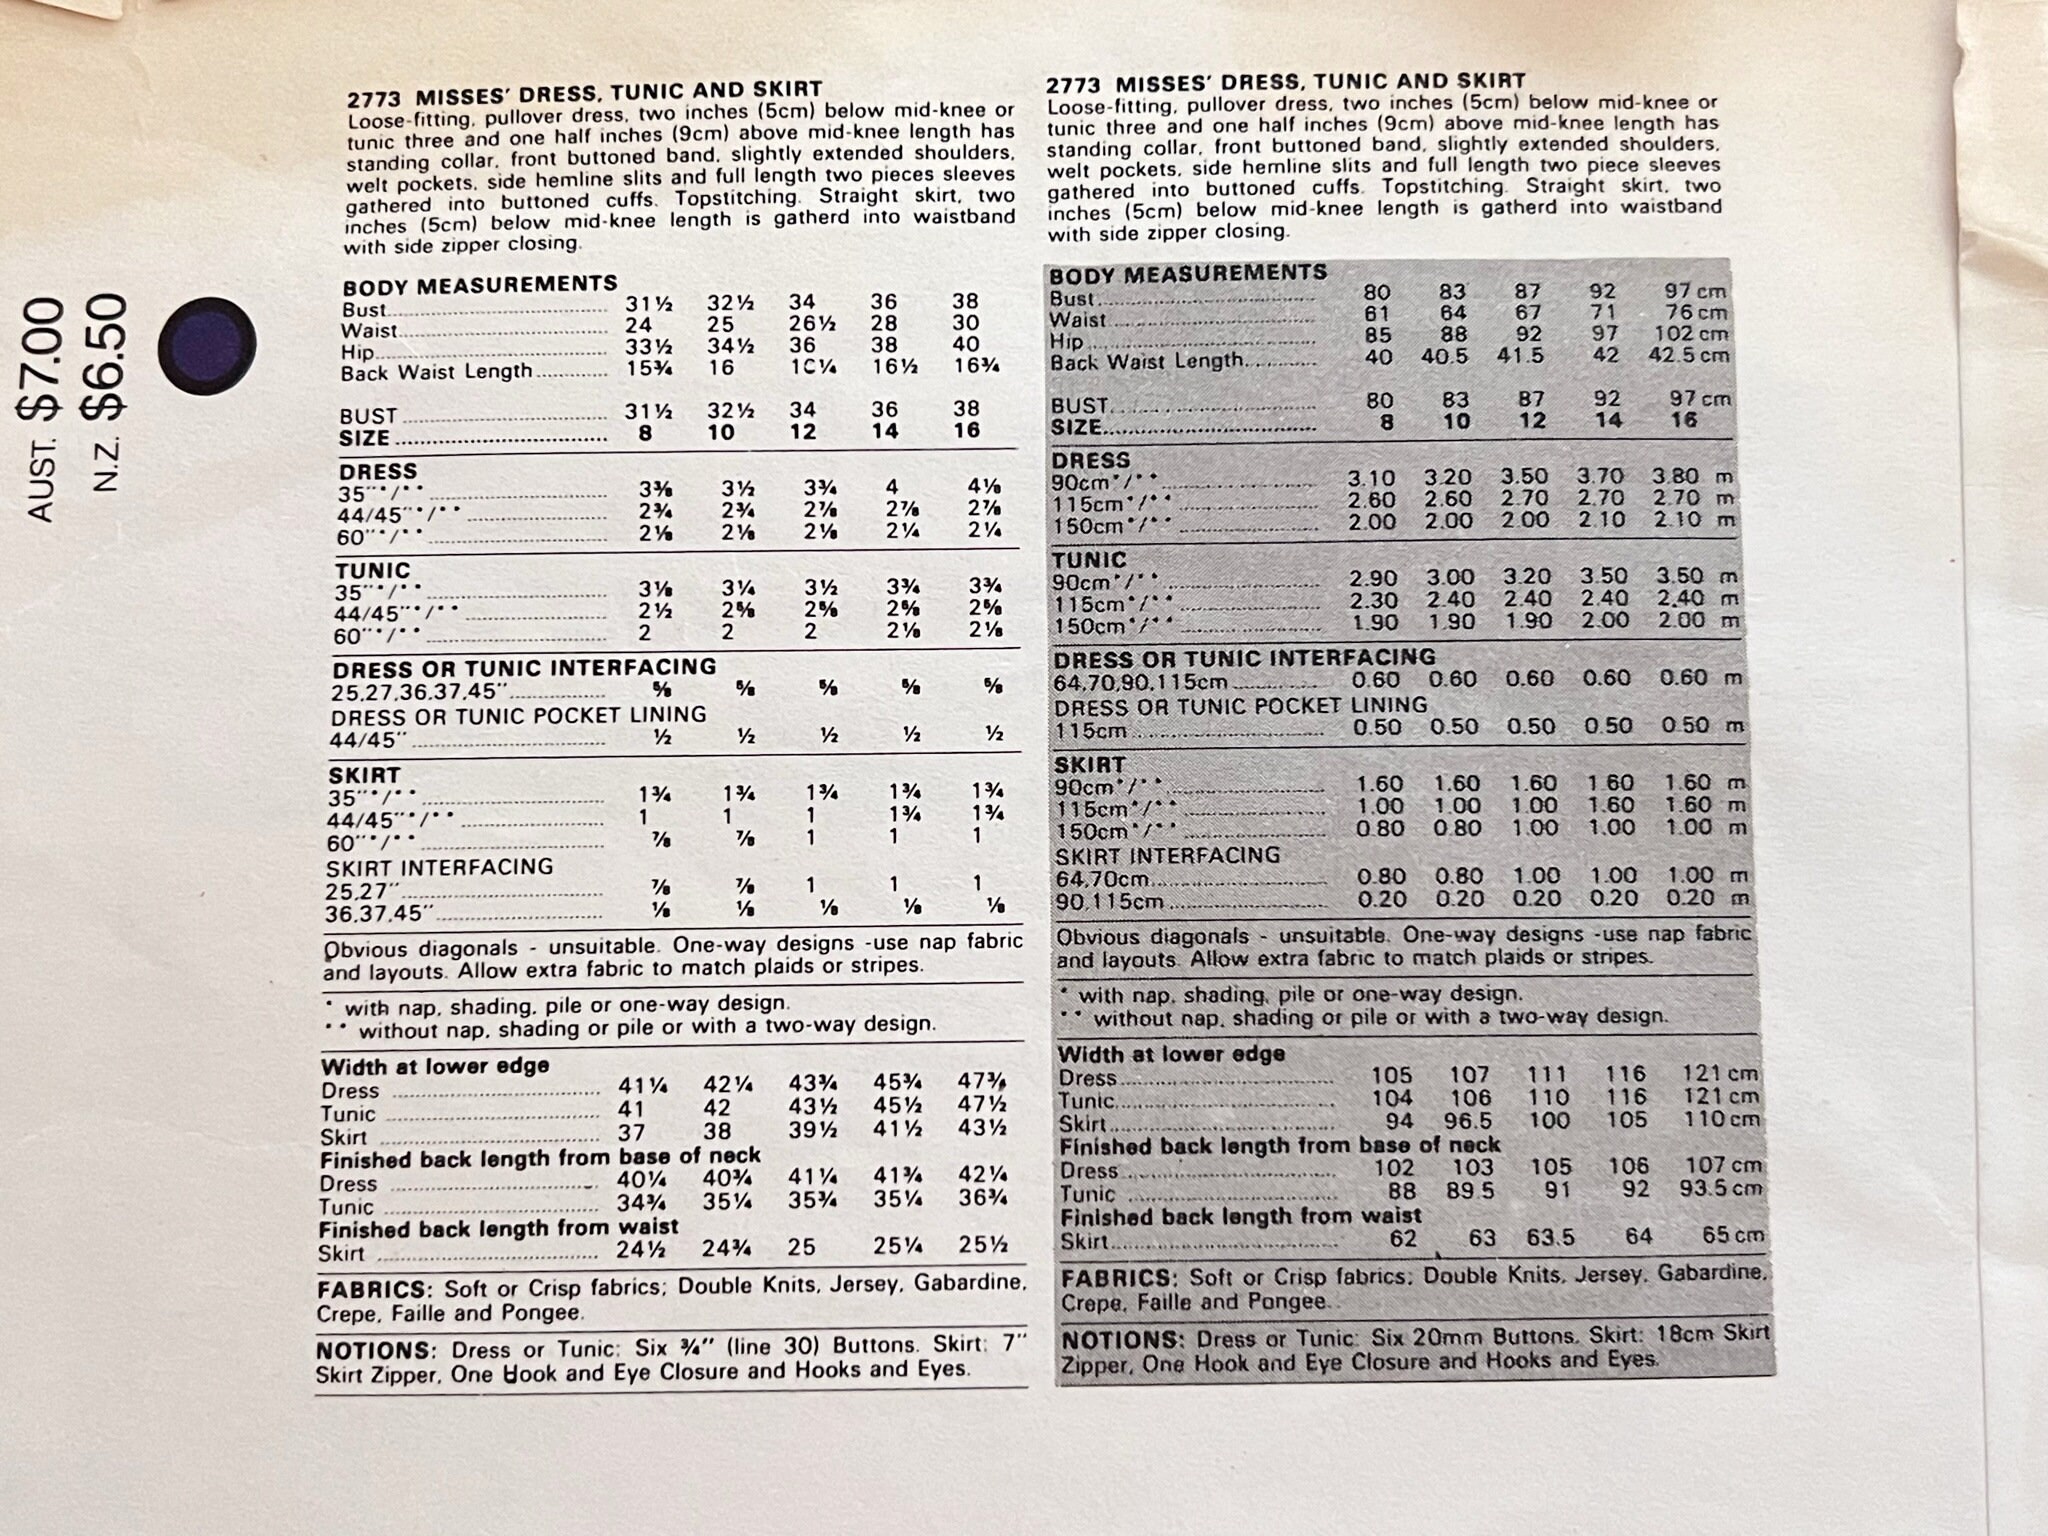 AUST. $7.00
N.Z. $6.50
2773 MISSES' DRESS, TUNIC AND SKIRT
Loose-fitting, pullover dress, two inches (5cm) below mid-knee or
tunic three and one half inches (9cm) above mid-knee length has
standing collar, front buttoned band, slightly extended shoulders,
welt pockets, side hemline slits and full length two pieces sleeves
gathered into buttoned cuffs. Topstitching. Straight skirt, two
inches (5cm) below mid-knee length is gatherd into waistband
with side zipper closing.
BODY MEASUREMENTS
Bust 31½ 32½ 34 36 38
Waist 24 25 26½ 28 30
Hip 33½ 34½ 36 38 40
Back Waist Length 15¾ 16 16¼ 16½ 16¾
BUST 31½ 32½ 34 36 38
SIZE 8 10 12 14 16
DRESS
35"*/** 3⅜ 3½ 3¾ 4 4⅛
44/45"*/** 2¾ 2¾ 2⅞ 2⅞ 2⅞
60"*/** 2⅛ 2⅛ 2⅛ 2¼ 2¼
TUNIC
35"*/** 3⅛ 3¼ 3½ 3¾ 3¾
44/45"*/** 2½ 2⅝ 2⅝ 2⅝ 2⅝
60"*/** 2 2 2 2⅛ 2⅛
DRESS OR TUNIC INTERFACING
25,27,36,37,45" ⅝ ⅝ ⅝ ⅝ ⅝
DRESS OR TUNIC POCKET LINING
44/45" ½ ½ ½ ½ ½
SKIRT
35"*/** 1¾ 1¾ 1¾ 1¾ 1¾
44/45"*/** 1 1 1 1¾ 1¾
60"*/** ⅞ ⅞ 1 1 1
SKIRT INTERFACING
25,27" ⅞ ⅞ 1 1 1
36,37,45" ⅛ ⅛ ⅛ ⅛ ⅛
Obvious diagonals - unsuitable. One-way designs -use nap fabric
and layouts. Allow extra fabric to match plaids or stripes.
* with nap, shading, pile or one-way design.
** without nap, shading or pile or with a two-way design.
Width at lower edge
Dress 41¼ 42¼ 43¾ 45¾ 47¾
Tunic 41 42 43½ 45½ 47½
Skirt 37 38 39½ 41½ 43½
Finished back length from base of neck
Dress 40¼ 40¾ 41¼ 41¾ 42¼
Tunic 34¾ 35¼ 35¾ 35¼ 36¾
Finished back length from waist
Skirt 24½ 24¾ 25 25¼ 25½
FABRICS: Soft or Crisp fabrics; Double Knits, Jersey, Gabardine,
Crepe, Faille and Pongee.
NOTIONS: Dress or Tunic: Six ¾" (line 30) Buttons. Skirt: 7"
Skirt Zipper, One Hook and Eye Closure and Hooks and Eyes.
2773 MISSES' DRESS, TUNIC AND SKIRT
Loose-fitting, pullover dress, two inches (5cm) below mid-knee or
tunic three and one half inches (9cm) above mid-knee length has
standing collar, front buttoned band, slightly extended shoulders,
welt pockets, side hemline slits and full length two piece sleeves
gathered into buttoned cuffs. Topstitching. Straight skirt, two
inches (5cm) below mid-knee length is gatherd into waistband
with side zipper closing.
BODY MEASUREMENTS
Bust 80 83 87 92 97 cm
Waist 61 64 67 71 76 cm
Hip 85 88 92 97 102 cm
Back Waist Length 40 40.5 41.5 42 42.5 cm
BUST 80 83 87 92 97 cm
SIZE 8 10 12 14 16
DRESS
90cm*/** 3.10 3.20 3.50 3.70 3.80 m
115cm*/** 2.60 2.60 2.70 2.70 2.70 m
150cm*/** 2.00 2.00 2.00 2.10 2.10 m
TUNIC
90cm*/** 2.90 3.00 3.20 3.50 3.50 m
115cm*/** 2.30 2.40 2.40 2.40 2.40 m
150cm*/** 1.90 1.90 1.90 2.00 2.00 m
DRESS OR TUNIC INTERFACING
64,70,90,115cm 0.60 0.60 0.60 0.60 0.60 m
DRESS OR TUNIC POCKET LINING
115cm 0.50 0.50 0.50 0.50 0.50 m
SKIRT
90cm*/** 1.60 1.60 1.60 1.60 1.60 m
115cm*/** 1.00 1.00 1.00 1.60 1.60 m
150cm*/** 0.80 0.80 1.00 1.00 1.00 m
SKIRT INTERFACING
64,70cm 0.80 0.80 1.00 1.00 1.00 m
90,115cm 0.20 0.20 0.20 0.20 0.20 m
Obvious diagonals - unsuitable. One-way designs -use nap fabric
and layouts. Allow extra fabric to match plaids or stripes.
* with nap, shading, pile or one-way design.
** without nap, shading or pile or with a two-way design.
Width at lower edge
Dress 105 107 111 116 121 cm
Tunic 104 106 110 116 121 cm
Skirt 94 96.5 100 105 110 cm
Finished back length from base of neck
Dress 102 103 105 106 107 cm
Tunic 88 89.5 91 92 93.5 cm
Finished back length from waist
Skirt 62 63 63.5 64 65 cm
FABRICS: Soft or Crisp fabrics; Double Knits, Jersey, Gabardine,
Crepe, Faille and Pongee.
NOTIONS: Dress or Tunic: Six 20mm Buttons. Skirt: 18cm Skirt
Zipper, One Hook and Eye Closure and Hooks and Eyes.